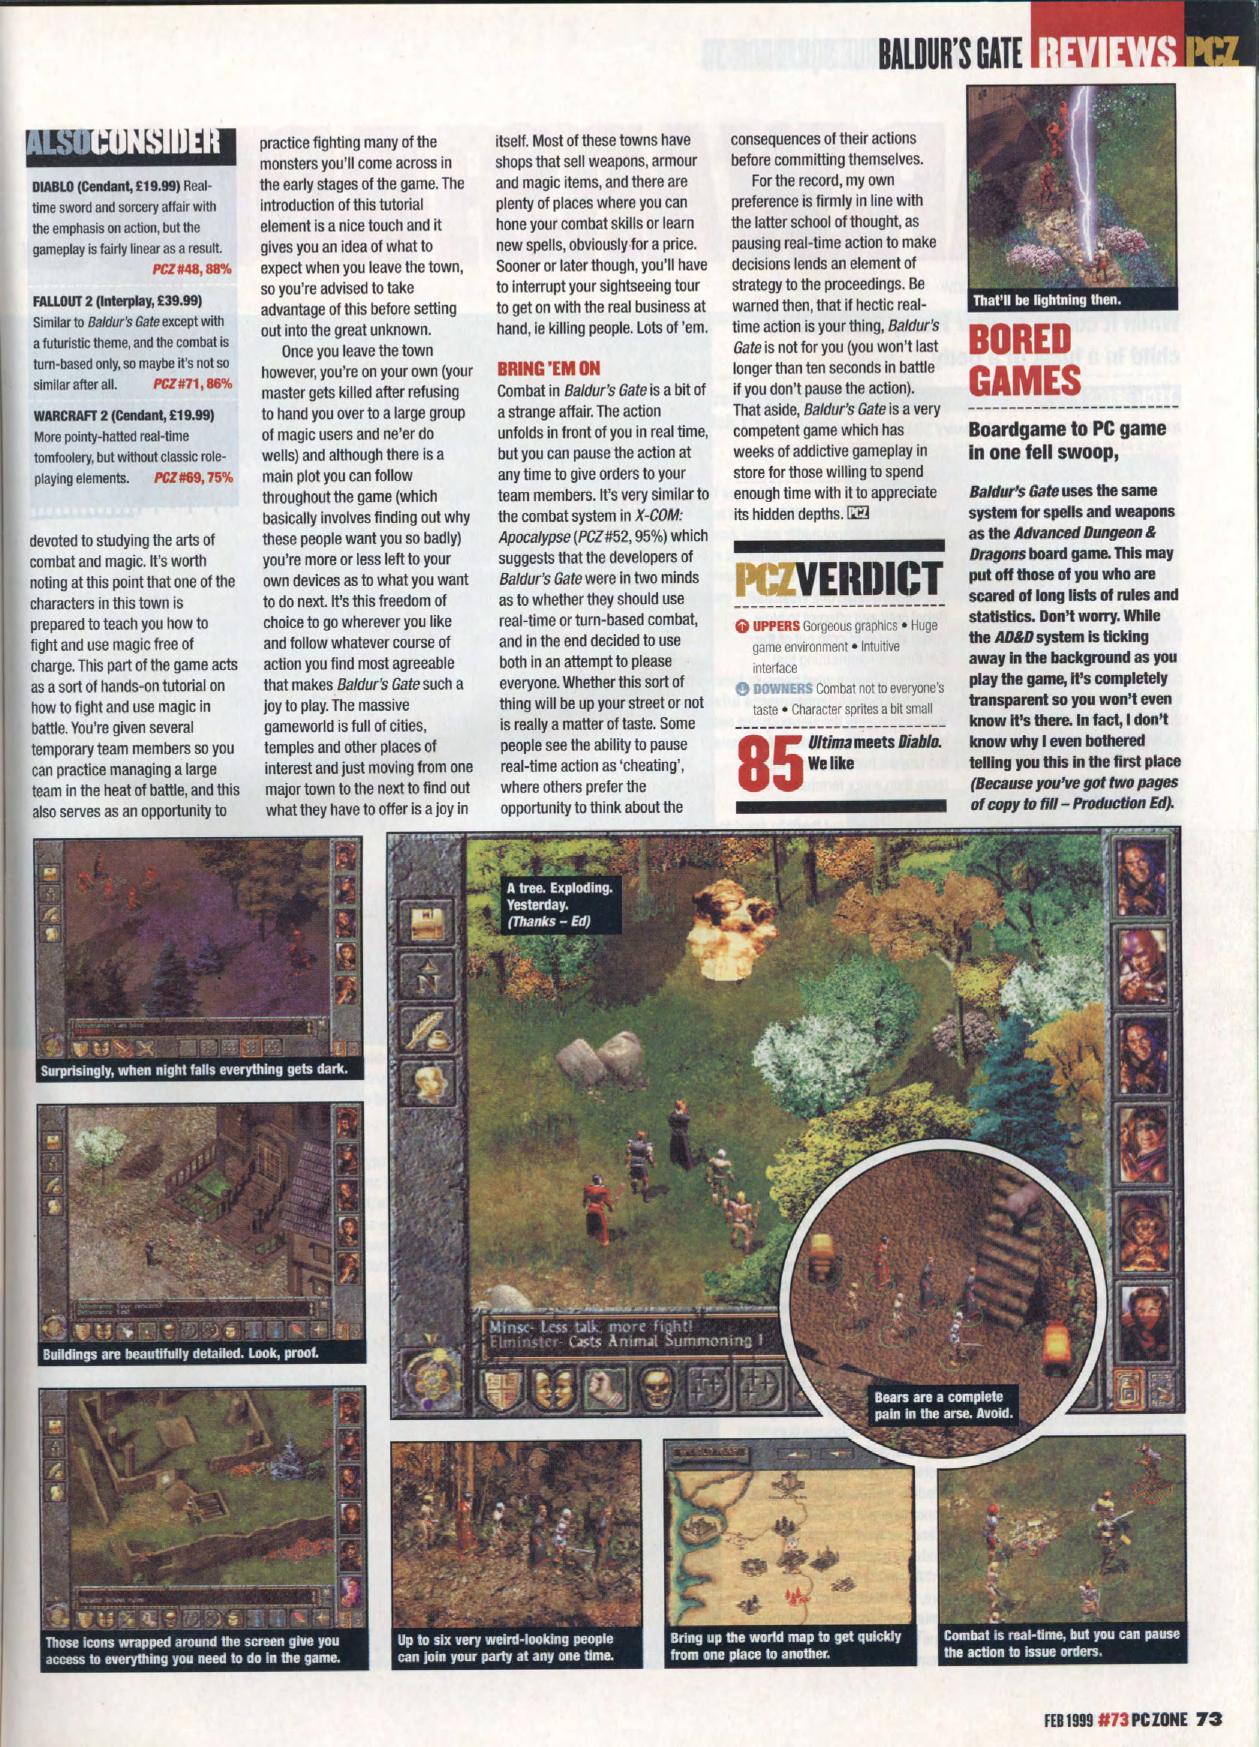 BALDUR'S GATE REVIEWS PCZ
ALSO CONSIDER
DIABLO (Cendant, £19.99) Real-
time sword and sorcery affair with
the emphasis on action, but the
gameplay is fairly linear as a result.
PCZ #48, 88%
FALLOUT 2 (Interplay, £39.99)
Similar to Baldur's Gate except with
a futuristic theme, and the combat is
turn-based only, so maybe it's not so
similar after all. PCZ #71, 86%
WARCRAFT 2 (Cendant, £19.99)
More pointy-hatted real-time
tomfoolery, but without classic role-
playing elements. PCZ #69, 75%
devoted to studying the arts of
combat and magic. It's worth
noting at this point that one of the
characters in this town is
prepared to teach you how to
fight and use magic free of
charge. This part of the game acts
as a sort of hands-on tutorial on
how to fight and use magic in
battle. You're given several
temporary team members so you
can practice managing a large
team in the heat of battle, and this
also serves as an opportunity to
practice fighting many of the
monsters you'll come across in
the early stages of the game. The
introduction of this tutorial
element is a nice touch and it
gives you an idea of what to
expect when you leave the town,
so you're advised to take
advantage of this before setting
out into the great unknown.
Once you leave the town
however, you're on your own (your
master gets killed after refusing
to hand you over to a large group
of magic users and ne'er do
wells) and although there is a
main plot you can follow
throughout the game (which
basically involves finding out why
these people want you so badly)
you're more or less left to your
own devices as to what you want
to do next. It's this freedom of
choice to go wherever you like
and follow whatever course of
action you find most agreeable
that makes Baldur's Gate such a
joy to play. The massive
gameworld is full of cities,
temples and other places of
interest and just moving from one
major town to the next to find out
what they have to offer is a joy in
itself. Most of these towns have
shops that sell weapons, armour
and magic items, and there are
plenty of places where you can
hone your combat skills or learn
new spells, obviously for a price.
Sooner or later though, you'll have
to interrupt your sightseeing tour
to get on with the real business at
hand, ie killing people. Lots of 'em.
BRING 'EM ON
Combat in Baldur's Gate is a bit of
a strange affair. The action
unfolds in front of you in real time,
but you can pause the action at
any time to give orders to your
team members. It's very similar to
the combat system in X-COM:
Apocalypse (PCZ #52, 95%) which
suggests that the developers of
Baldur's Gate were in two minds
as to whether they should use
real-time or turn-based combat,
and in the end decided to use
both in an attempt to please
everyone. Whether this sort of
thing will be up your street or not
is really a matter of taste. Some
people see the ability to pause
real-time action as 'cheating',
where others prefer the
opportunity to think about the
consequences of their actions
before committing themselves.
For the record, my own
preference is firmly in line with
the latter school of thought, as
pausing real-time action to make
decisions lends an element of
strategy to the proceedings. Be
warned then, that if hectic real-
time action is your thing, Baldur's
Gate is not for you (you won't last
longer than ten seconds in battle
if you don't pause the action).
That aside, Baldur's Gate is a very
competent game which has
weeks of addictive gameplay in
store for those willing to spend
enough time with it to appreciate
its hidden depths. PCZ
PCZ VERDICT
UPPERS Gorgeous graphics • Huge
game environment • Intuitive
interface
DOWNERS Combat not to everyone's
taste • Character sprites a bit small
85 Ultima meets Diablo.
We like
That'll be lightning then.
BORED
GAMES
Boardgame to PC game
in one fell swoop,
Baldur's Gate uses the same
system for spells and weapons
as the Advanced Dungeon &
Dragons board game. This may
put off those of you who are
scared of long lists of rules and
statistics. Don't worry. While
the AD&D system is ticking
away in the background as you
play the game, it's completely
transparent so you won't even
know it's there. In fact, I don't
know why I even bothered
telling you this in the first place
(Because you've got two pages
of copy to fill – Production Ed).
Surprisingly, when night falls everything gets dark.
Buildings are beautifully detailed. Look, proof.
Those icons wrapped around the screen give you
access to everything you need to do in the game.
A tree. Exploding.
Yesterday.
(Thanks – Ed)
N
Minsc- Less talk, more fight!
Elminster- Casts Animal Summoning I
Bears are a complete
pain in the arse. Avoid.
Up to six very weird-looking people
can join your party at any one time.
Bring up the world map to get quickly
from one place to another.
Combat is real-time, but you can pause
the action to issue orders.
FEB 1999 #73 PC ZONE 73